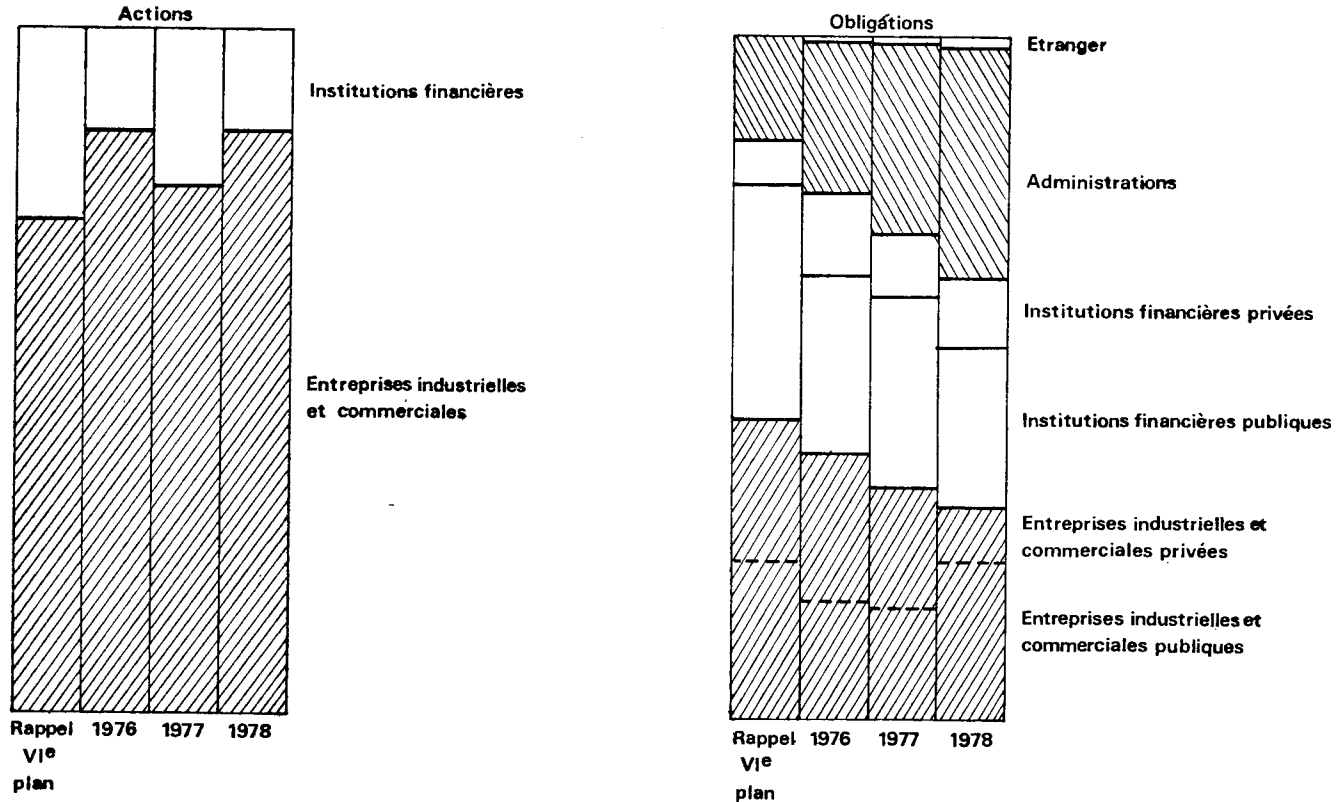 Actions
Institutions financières
Entreprises industrielles
et commerciales
Rappel 1976 1977 1978
VIe
plan
Obligations
Etranger
Administrations
Institutions financières privées
Institutions financières publiques
Entreprises industrielles et
commerciales privées
Entreprises industrielles et
commerciales publiques
Rappel 1976 1977 1978
VIe
plan